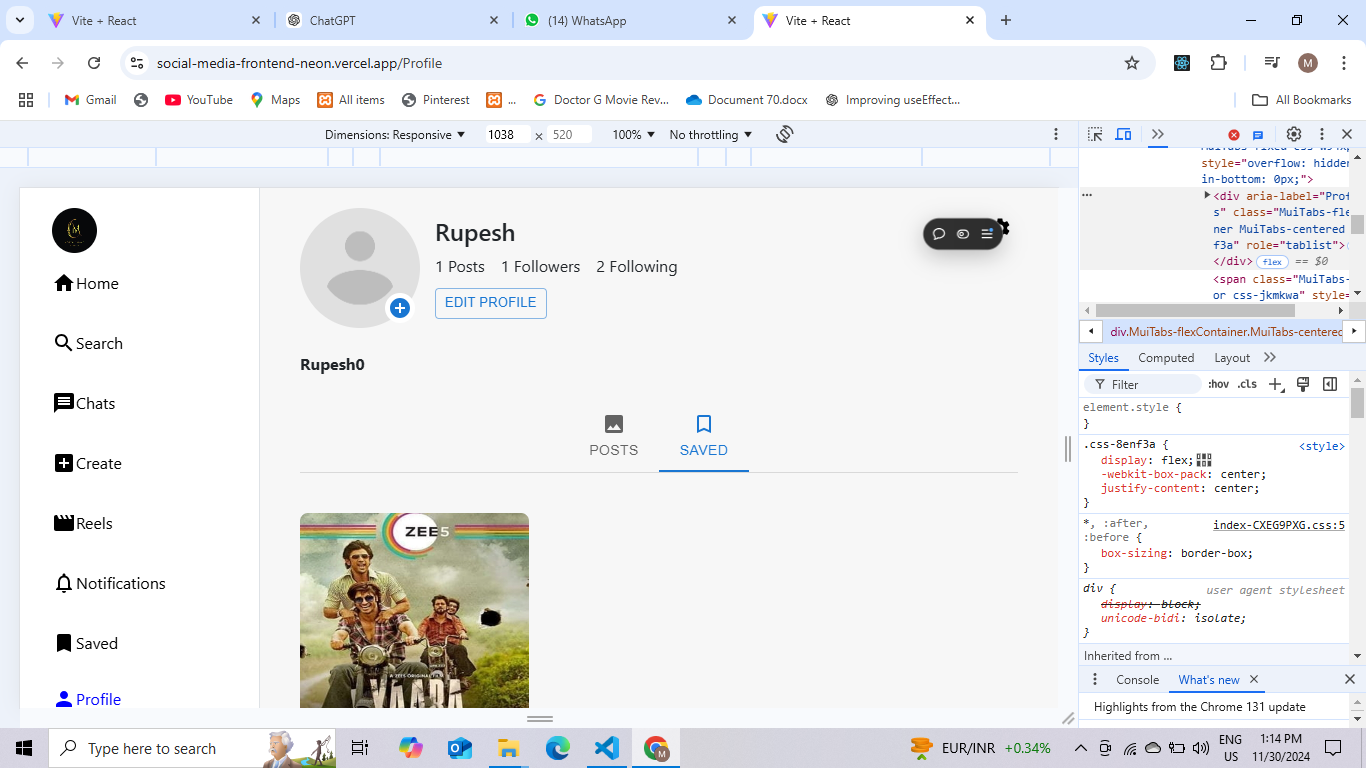 Vite + React
ChatGPT
(14) WhatsApp
Vite + React
social-media-frontend-neon.vercel.app/Profile
M
Gmail
YouTube
Maps
All items
Pinterest
...
Doctor G Movie Rev...
Document 70.docx
Improving useEffect...
All Bookmarks
Dimensions: Responsive
1038 × 520
100%
No throttling
Home
Search
Chats
Create
Reels
Notifications
Saved
Profile
Rupesh
1 Posts 1 Followers 2 Following
EDIT PROFILE
Rupesh0
POSTS
SAVED
ZEE5
A ZEE5 ORIGINAL FILM
style="overflow: hidden
in-bottom: 0px;">
<div aria-label="Prof
s" class="MuiTabs-fle
ner MuiTabs-centered
f3a" role="tablist">
</div> flex == $0
<span class="MuiTabs-
or css-jkmkwa" style=
div.MuiTabs-flexContainer.MuiTabs-centered
Styles Computed Layout
Filter :hov .cls
element.style {
}
.css-8enf3a { <style>
display: flex;
-webkit-box-pack: center;
justify-content: center;
}
*, :after, index-CXEG9PXG.css:5
:before {
box-sizing: border-box;
}
div { user agent stylesheet
display: block;
unicode-bidi: isolate;
}
Inherited from ...
Console What's new
Highlights from the Chrome 131 update
Type here to search
M
EUR/INR +0.34%
ENG
US
1:14 PM
11/30/2024